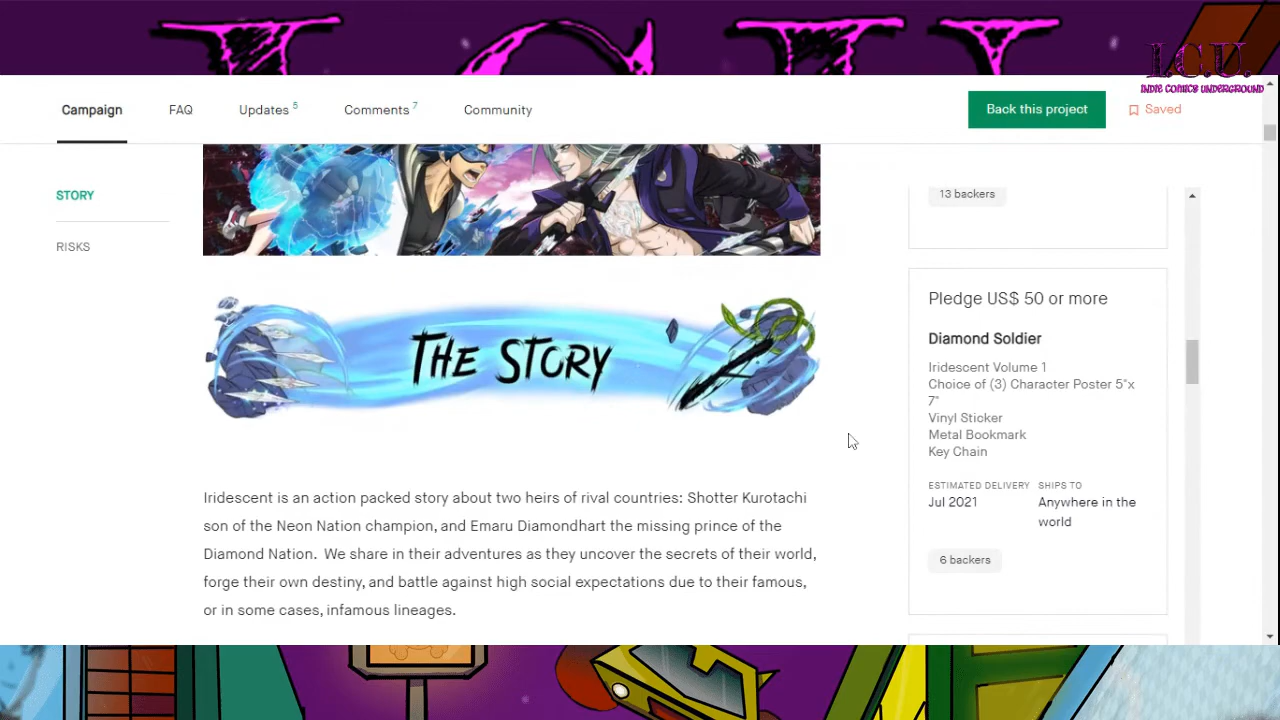 I.C.U.
I.C.U.
INDIE COMICS UNDERGROUND
Campaign
FAQ
Updates 5
Comments 7
Community
Back this project
Saved
STORY
RISKS
THE STORY
Iridescent is an action packed story about two heirs of rival countries: Shotter Kurotachi
son of the Neon Nation champion, and Emaru Diamondhart the missing prince of the
Diamond Nation.  We share in their adventures as they uncover the secrets of their world,
forge their own destiny, and battle against high social expectations due to their famous,
or in some cases, infamous lineages.
13 backers
Pledge US$ 50 or more
Diamond Soldier
Iridescent Volume 1
Choice of (3) Character Poster 5"x
7"
Vinyl Sticker
Metal Bookmark
Key Chain
ESTIMATED DELIVERY
Jul 2021
SHIPS TO
Anywhere in the
world
6 backers